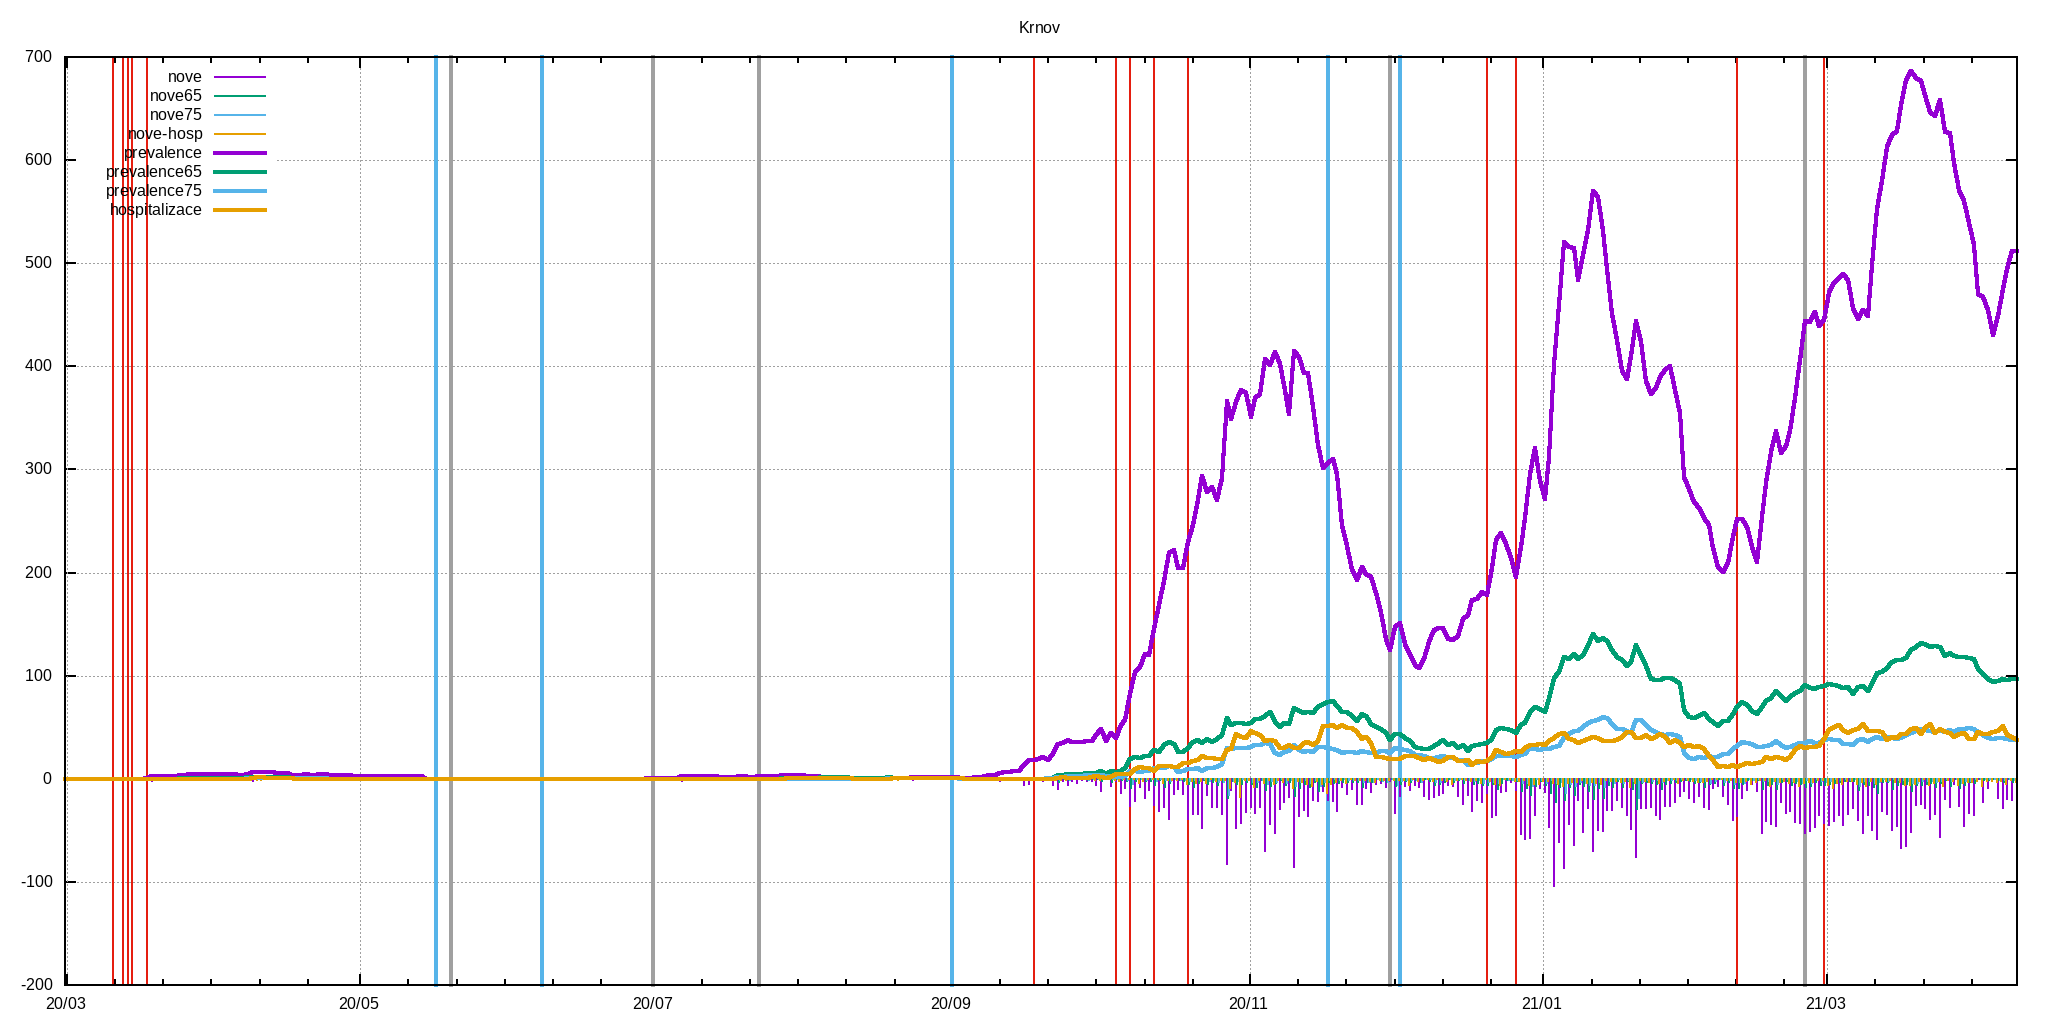 Krnov
700
600
500
400
300
200
100
0
-100
-200
nove
nove65
nove75
nove-hosp
prevalence
prevalence65
prevalence75
hospitalizace
20/03 20/05 20/07 20/09 20/11 21/01 21/03